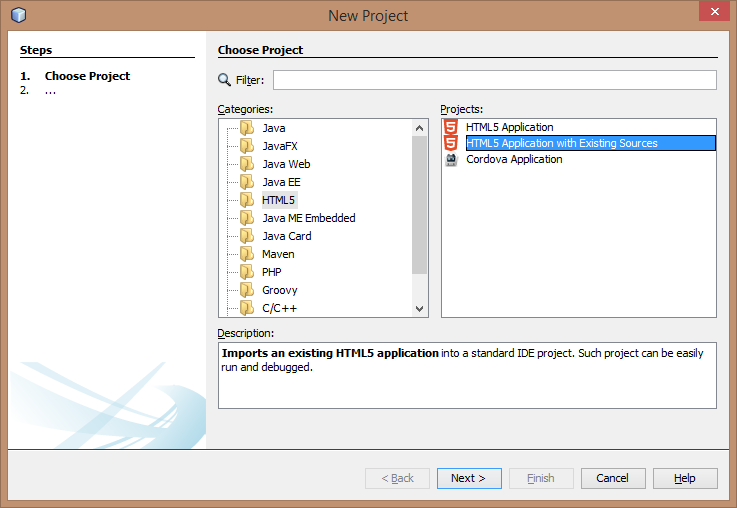 New Project
Steps
1. Choose Project
2. ...
Choose Project
Filter:
Categories:
Java
JavaFX
Java Web
Java EE
HTML5
Java ME Embedded
Java Card
Maven
PHP
Groovy
C/C++
Projects:
HTML5 Application
HTML5 Application with Existing Sources
Cordova Application
Description:
Imports an existing HTML5 application into a standard IDE project. Such project can be easily
run and debugged.
< Back
Next >
Finish
Cancel
Help